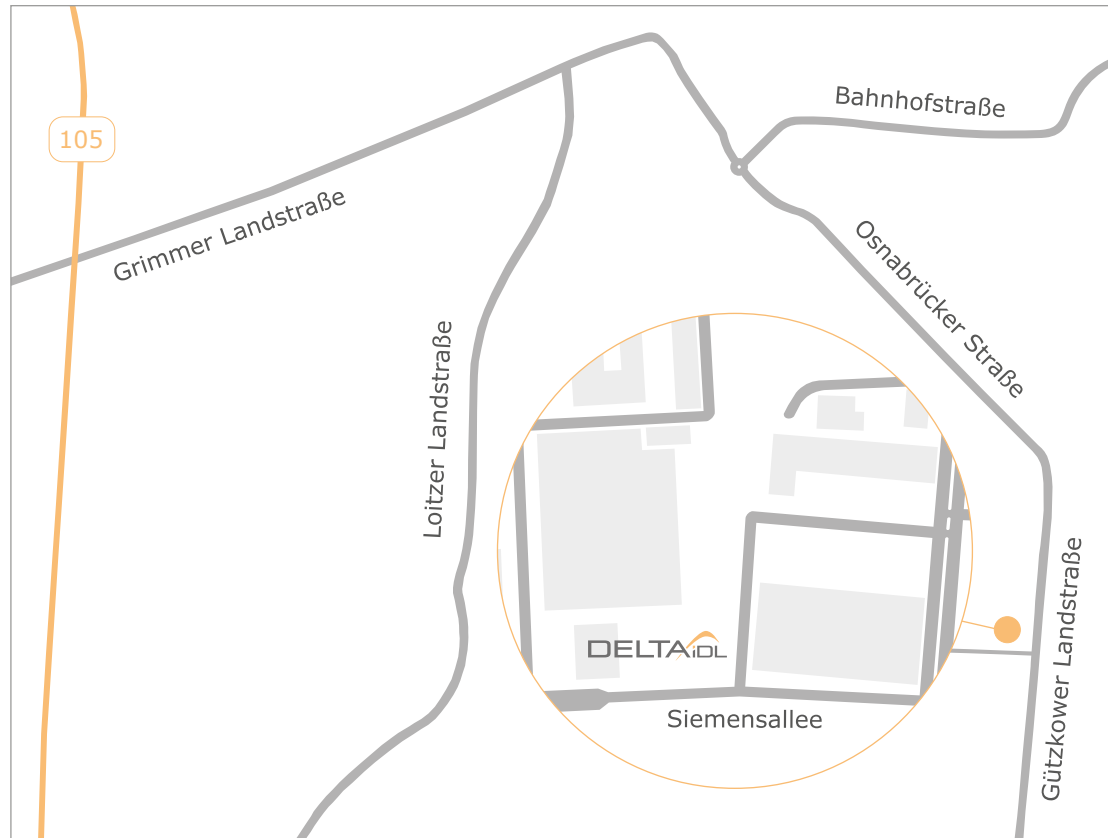 Bahnhofstraße
105
Grimmer Landstraße
Osnabrücker Straße
Loitzer Landstraße
Gützkower Landstraße
DELTA iDL
Siemensallee